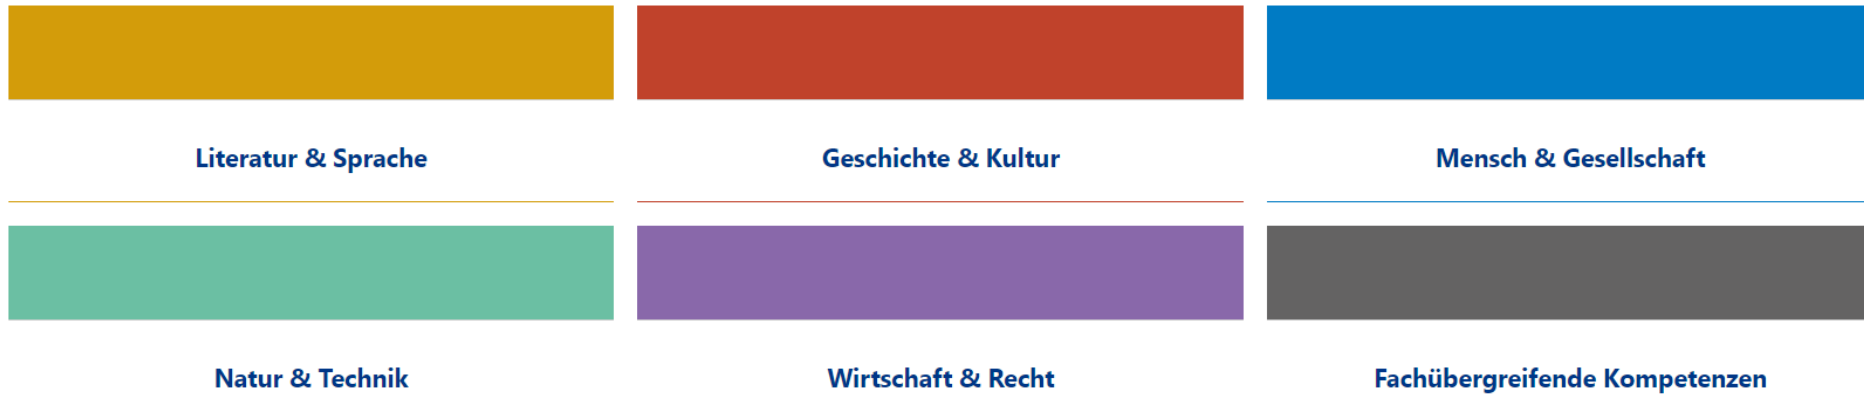 Literatur & Sprache
Geschichte & Kultur
Mensch & Gesellschaft
Natur & Technik
Wirtschaft & Recht
Fachübergreifende Kompetenzen